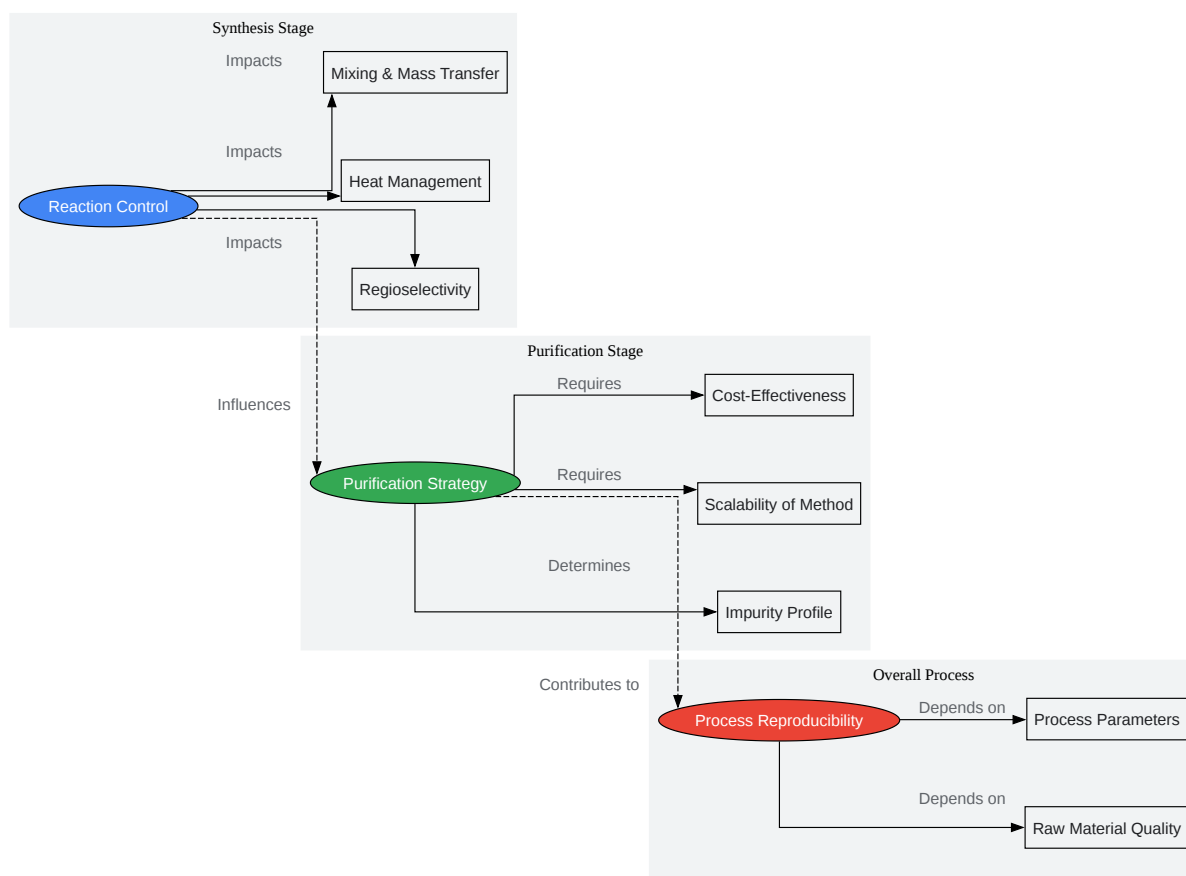 Synthesis Stage
Impacts
Mixing & Mass Transfer
Impacts
Heat Management
Reaction Control
Impacts
Regioselectivity
Purification Stage
Requires
Cost-Effectiveness
Influences
Requires
Purification Strategy
Scalability of Method
Determines
Impurity Profile
Overall Process
Contributes to
Depends on
Process Reproducibility
Process Parameters
Depends on
Raw Material Quality